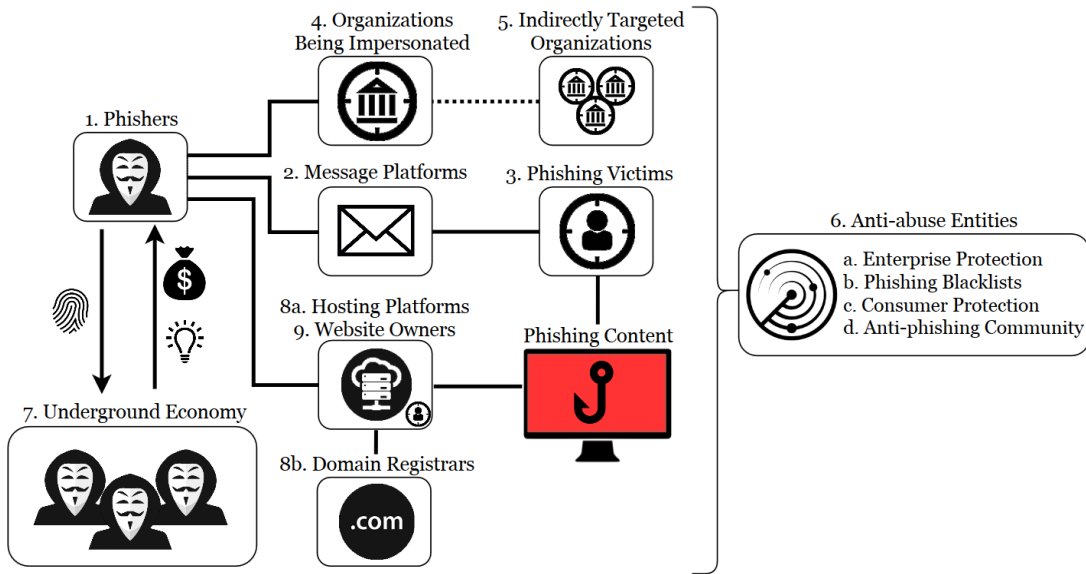 4. Organizations
Being Impersonated
5. Indirectly Targeted
Organizations
1. Phishers
2. Message Platforms
3. Phishing Victims
6. Anti-abuse Entities
a. Enterprise Protection
b. Phishing Blacklists
c. Consumer Protection
d. Anti-phishing Community
$
8a. Hosting Platforms
9. Website Owners
Phishing Content
7. Underground Economy
8b. Domain Registrars
.com